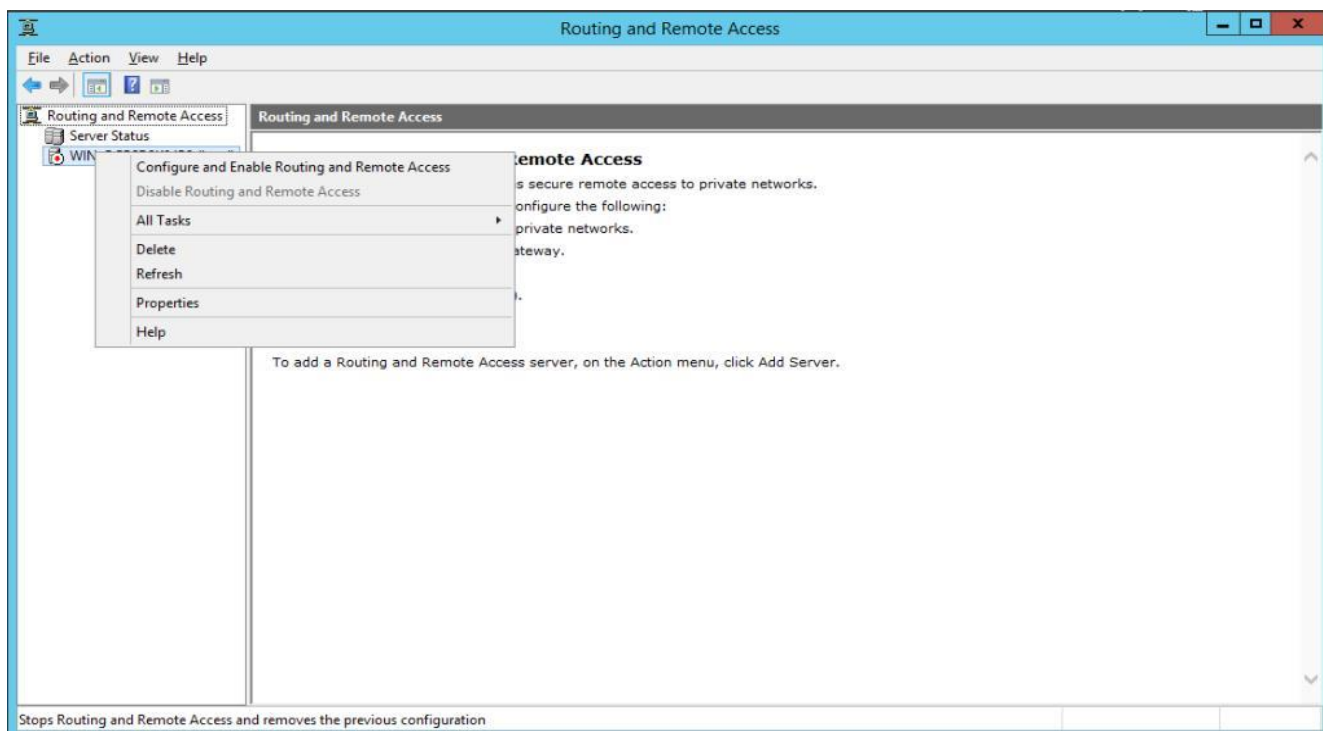 Routing and Remote Access
File Action View Help
Routing and Remote Access
Server Status
WIN
Routing and Remote Access
emote Access
s secure remote access to private networks.
onfigure the following:
private networks.
ateway.
).
To add a Routing and Remote Access server, on the Action menu, click Add Server.
Configure and Enable Routing and Remote Access
Disable Routing and Remote Access
All Tasks
Delete
Refresh
Properties
Help
Stops Routing and Remote Access and removes the previous configuration